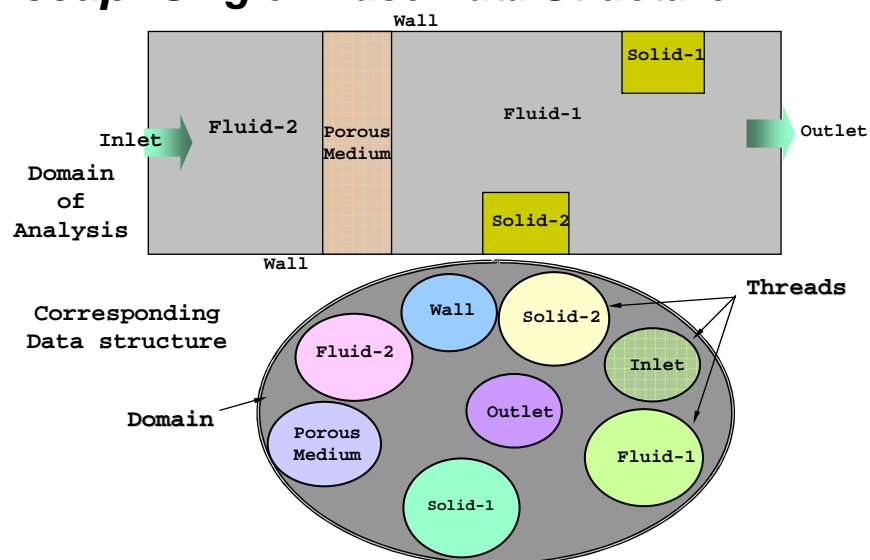 Wall
Solid-1
Fluid-1
Fluid-2
Porous
Medium
Inlet
Outlet
Domain
of
Analysis
Solid-2
Wall
Threads
Corresponding
Data structure
Wall
Solid-2
Fluid-2
Inlet
Outlet
Domain
Porous
Medium
Fluid-1
Solid-1